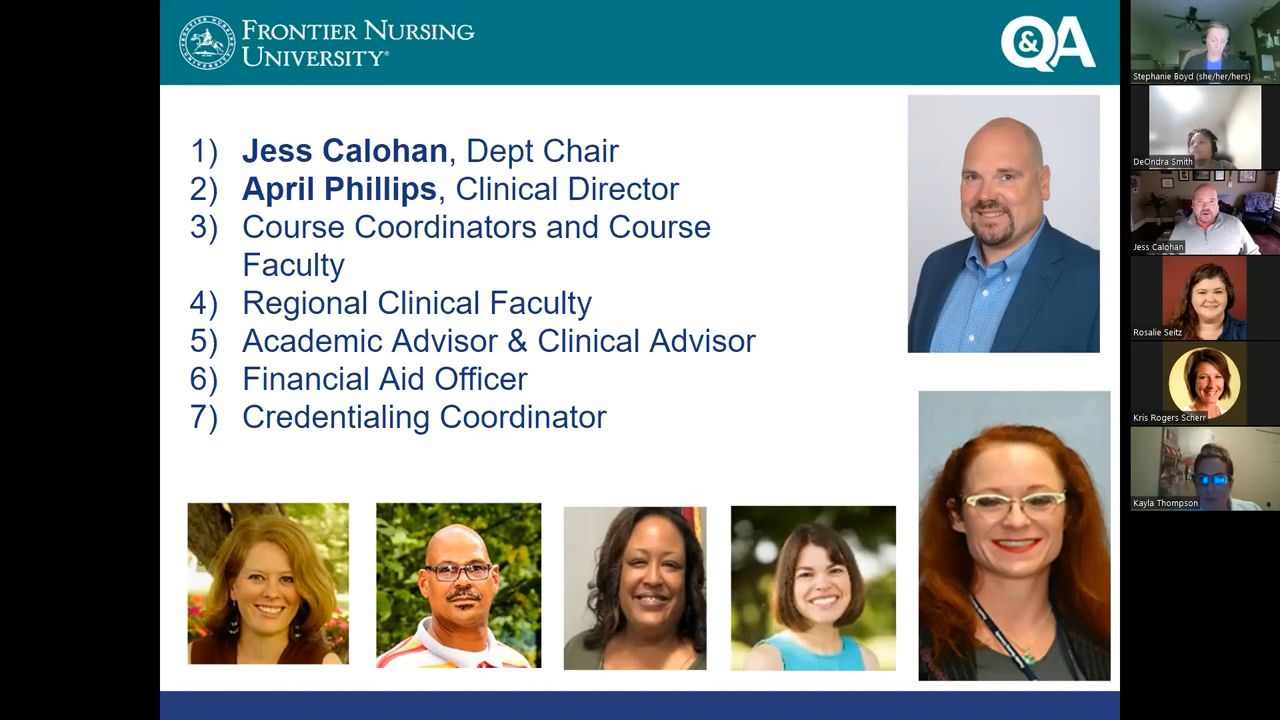 FRONTIER NURSING
UNIVERSITY®
Q&A
1) Jess Calohan, Dept Chair
2) April Phillips, Clinical Director
3) Course Coordinators and Course
Faculty
4) Regional Clinical Faculty
5) Academic Advisor & Clinical Advisor
6) Financial Aid Officer
7) Credentialing Coordinator
Stephanie Boyd (she/her/hers)
DeOndra Smith
Jess Calohan
Rosalie Seitz
Kris Rogers Scherr
Kayla Thompson